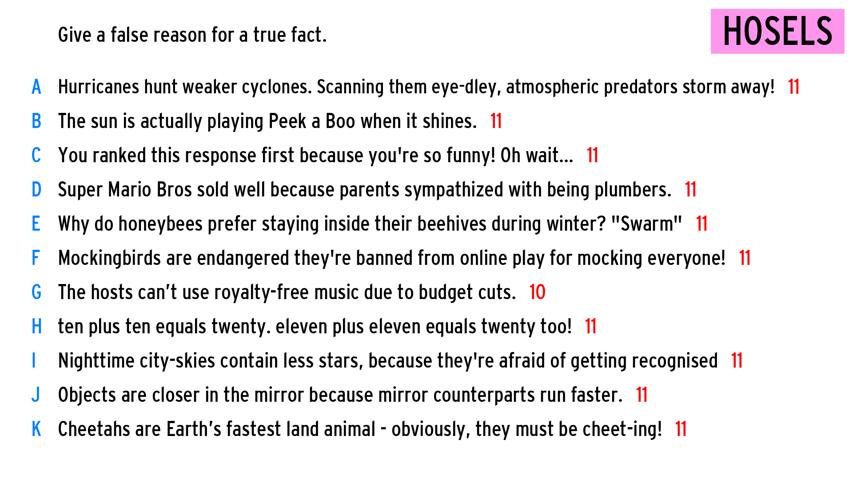 Give a false reason for a true fact.
HOSELS
A Hurricanes hunt weaker cyclones. Scanning them eye-dley, atmospheric predators storm away! 11
B The sun is actually playing Peek a Boo when it shines. 11
C You ranked this response first because you're so funny! Oh wait... 11
D Super Mario Bros sold well because parents sympathized with being plumbers. 11
E Why do honeybees prefer staying inside their beehives during winter? "Swarm" 11
F Mockingbirds are endangered they're banned from online play for mocking everyone! 11
G The hosts can’t use royalty-free music due to budget cuts. 10
H ten plus ten equals twenty. eleven plus eleven equals twenty too! 11
I Nighttime city-skies contain less stars, because they're afraid of getting recognised 11
J Objects are closer in the mirror because mirror counterparts run faster. 11
K Cheetahs are Earth’s fastest land animal - obviously, they must be cheet-ing! 11